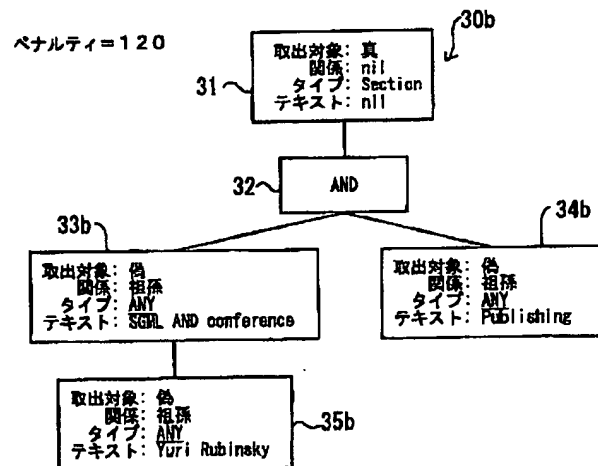 ペナルティ=120
30b
取出対象: 真
関係: nil
タイプ: Section
テキスト: nil
31
AND
32
33b
取出対象: 偽
関係: 祖孫
タイプ: ANY
テキスト: SGML AND conference
34b
取出対象: 偽
関係: 祖孫
タイプ: ANY
テキスト: Publishing
取出対象: 偽
関係: 祖孫
タイプ: ANY
テキスト: Yuri Rubinsky
35b